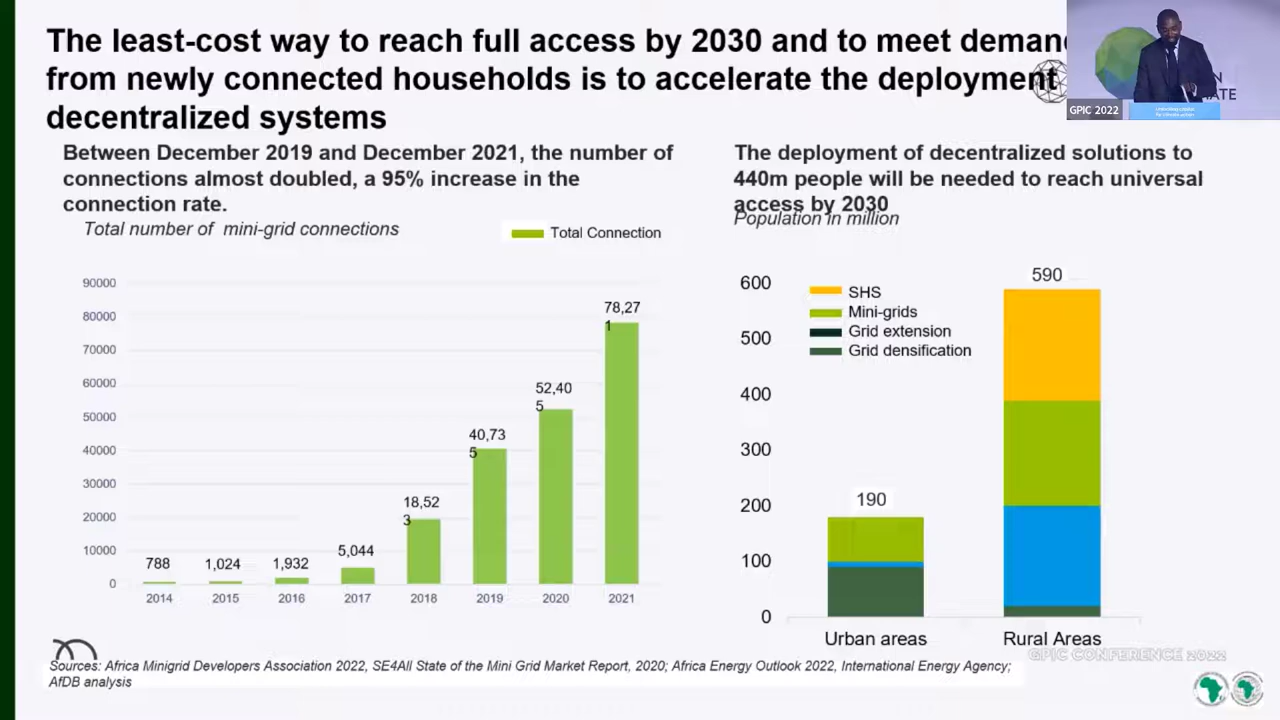 The least-cost way to reach full access by 2030 and to meet deman
from newly connected households is to accelerate the deployment
decentralized systems
GPIC 2022
Between December 2019 and December 2021, the number of
connections almost doubled, a 95% increase in the
connection rate.
Total number of mini-grid connections
Total Connection
90000
80000
70000
60000
50000
40000
30000
20000
10000
0
788
1,024
1,932
5,044
18,52
3
40,73
5
52,40
5
78,27
1
2014
2015
2016
2017
2018
2019
2020
2021
The deployment of decentralized solutions to
440m people will be needed to reach universal
access by 2030
Population in million
600
500
400
300
200
100
0
SHS
Mini-grids
Grid extension
Grid densification
190
590
Urban areas
Rural Areas
GPIC CONFERENCE 2022
Sources: Africa Minigrid Developers Association 2022, SE4All State of the Mini Grid Market Report, 2020; Africa Energy Outlook 2022, International Energy Agency;
AfDB analysis